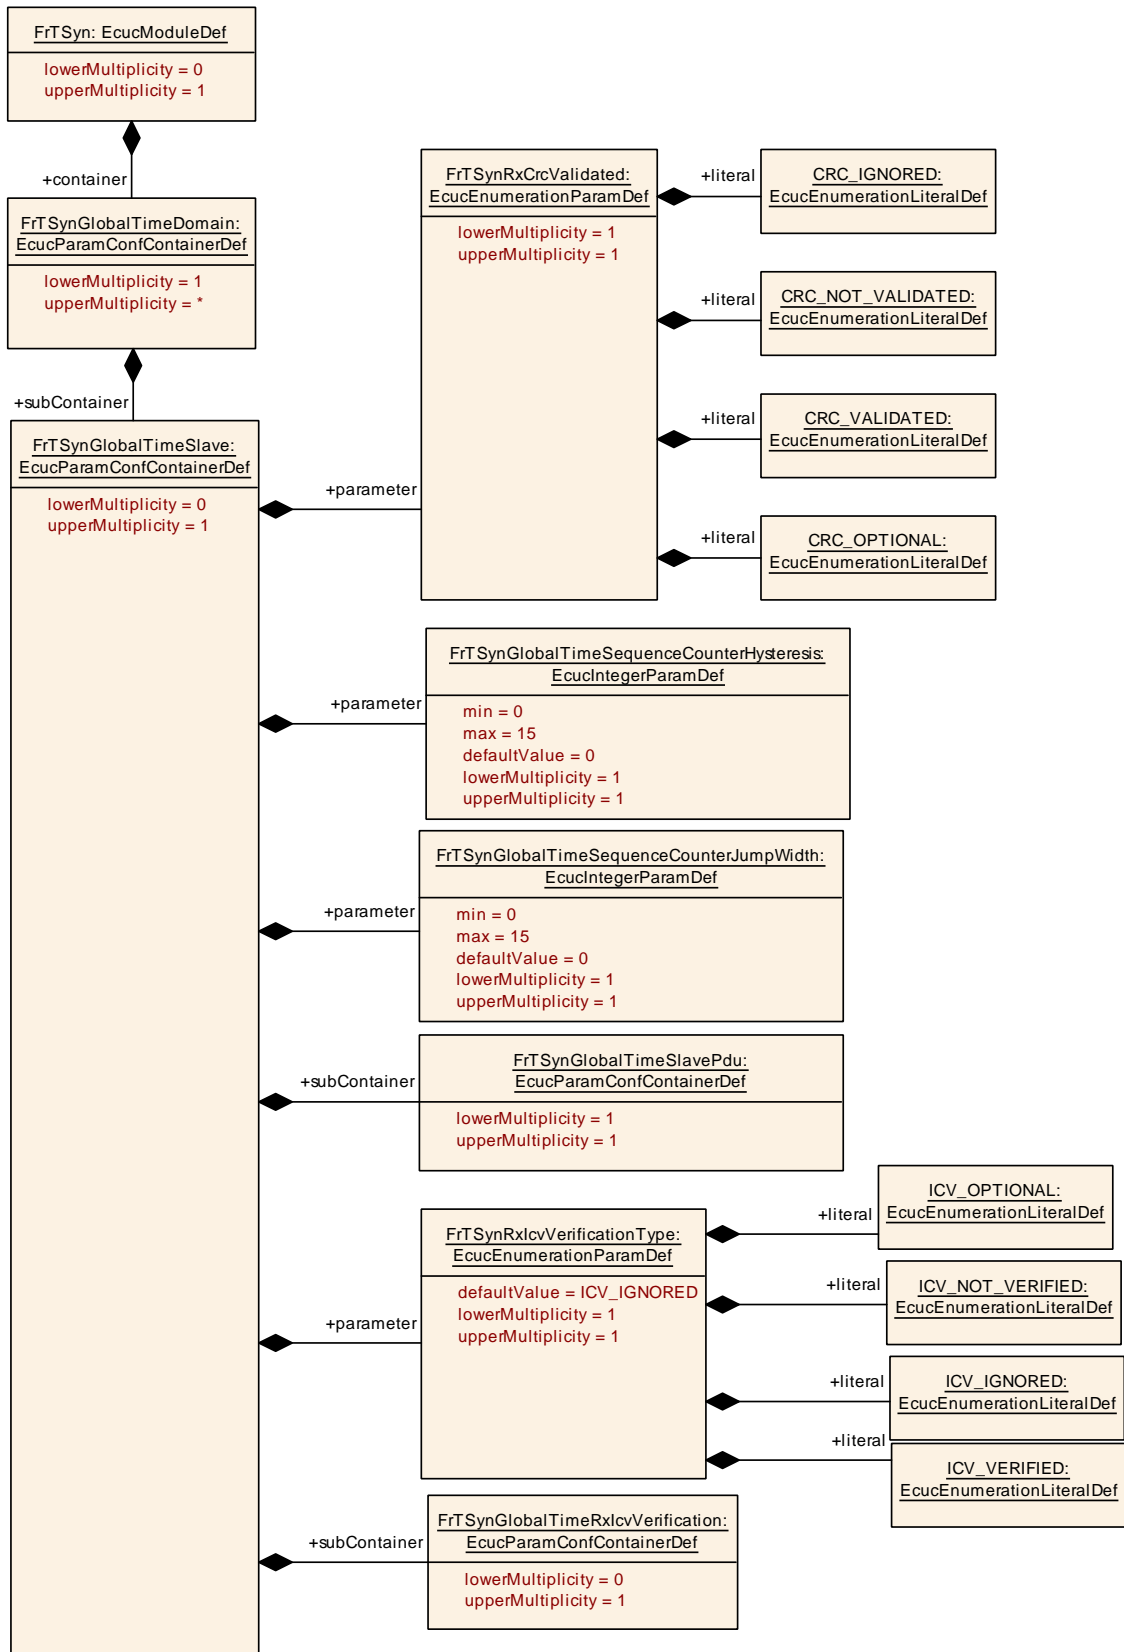 FrTSyn: EcucModuleDef
lowerMultiplicity = 0
upperMultiplicity = 1
+container
FrTSynGlobalTimeDomain:
EcucParamConfContainerDef
lowerMultiplicity = 1
upperMultiplicity = *
+subContainer
FrTSynGlobalTimeSlave:
EcucParamConfContainerDef
lowerMultiplicity = 0
upperMultiplicity = 1
+parameter
FrTSynRxCrcValidated:
EcucEnumerationParamDef
lowerMultiplicity = 1
upperMultiplicity = 1
+literal
CRC_IGNORED:
EcucEnumerationLiteralDef
+literal
CRC_NOT_VALIDATED:
EcucEnumerationLiteralDef
+literal
CRC_VALIDATED:
EcucEnumerationLiteralDef
+literal
CRC_OPTIONAL:
EcucEnumerationLiteralDef
+parameter
FrTSynGlobalTimeSequenceCounterHysteresis:
EcucIntegerParamDef
min = 0
max = 15
defaultValue = 0
lowerMultiplicity = 1
upperMultiplicity = 1
+parameter
FrTSynGlobalTimeSequenceCounterJumpWidth:
EcucIntegerParamDef
min = 0
max = 15
defaultValue = 0
lowerMultiplicity = 1
upperMultiplicity = 1
+subContainer
FrTSynGlobalTimeSlavePdu:
EcucParamConfContainerDef
lowerMultiplicity = 1
upperMultiplicity = 1
+parameter
FrTSynRxIcvVerificationType:
EcucEnumerationParamDef
defaultValue = ICV_IGNORED
lowerMultiplicity = 1
upperMultiplicity = 1
+literal
ICV_OPTIONAL:
EcucEnumerationLiteralDef
+literal
ICV_NOT_VERIFIED:
EcucEnumerationLiteralDef
+literal
ICV_IGNORED:
EcucEnumerationLiteralDef
+literal
ICV_VERIFIED:
EcucEnumerationLiteralDef
+subContainer
FrTSynGlobalTimeRxIcvVerification:
EcucParamConfContainerDef
lowerMultiplicity = 0
upperMultiplicity = 1